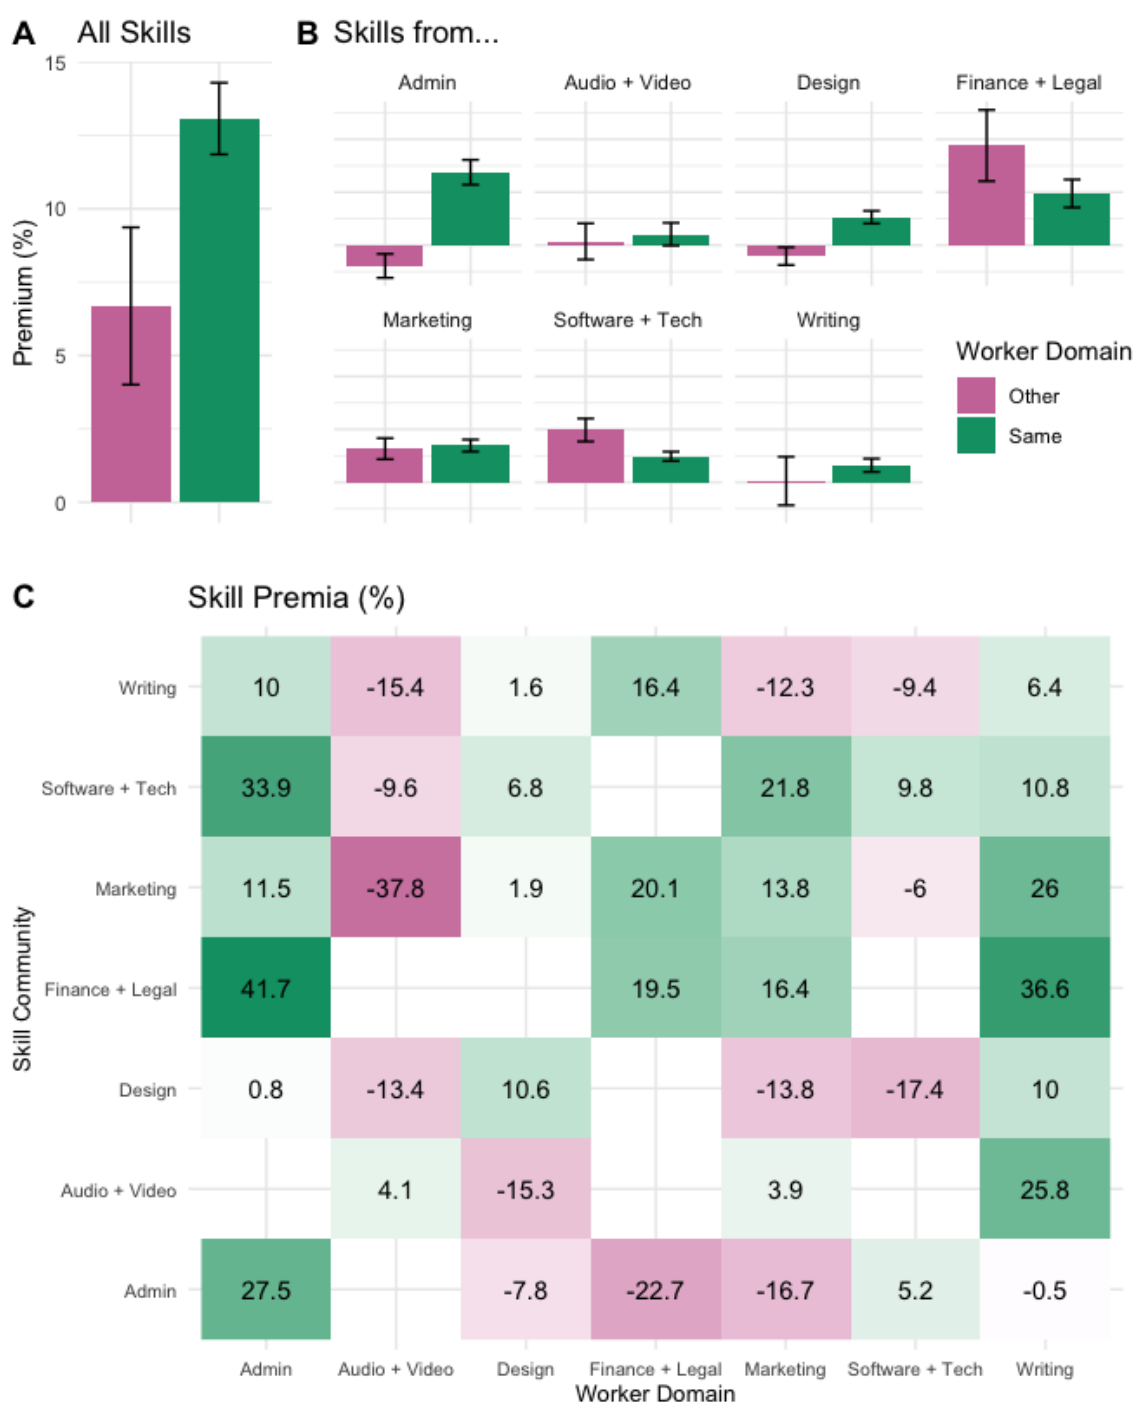 A All Skills
B Skills from...
15
10
5
0
Premium (%)
Admin Audio + Video Design Finance + Legal
Marketing Software + Tech Writing
Worker Domain
Other
Same
C Skill Premia (%)
Skill Community
Writing 10 -15.4 1.6 16.4 -12.3 -9.4 6.4
Software + Tech 33.9 -9.6 6.8 21.8 9.8 10.8
Marketing 11.5 -37.8 1.9 20.1 13.8 -6 26
Finance + Legal 41.7 19.5 16.4 36.6
Design 0.8 -13.4 10.6 -13.8 -17.4 10
Audio + Video 4.1 -15.3 3.9 25.8
Admin 27.5 -7.8 -22.7 -16.7 5.2 -0.5
Admin Audio + Video Design Finance + Legal Marketing Software + Tech Writing
Worker Domain